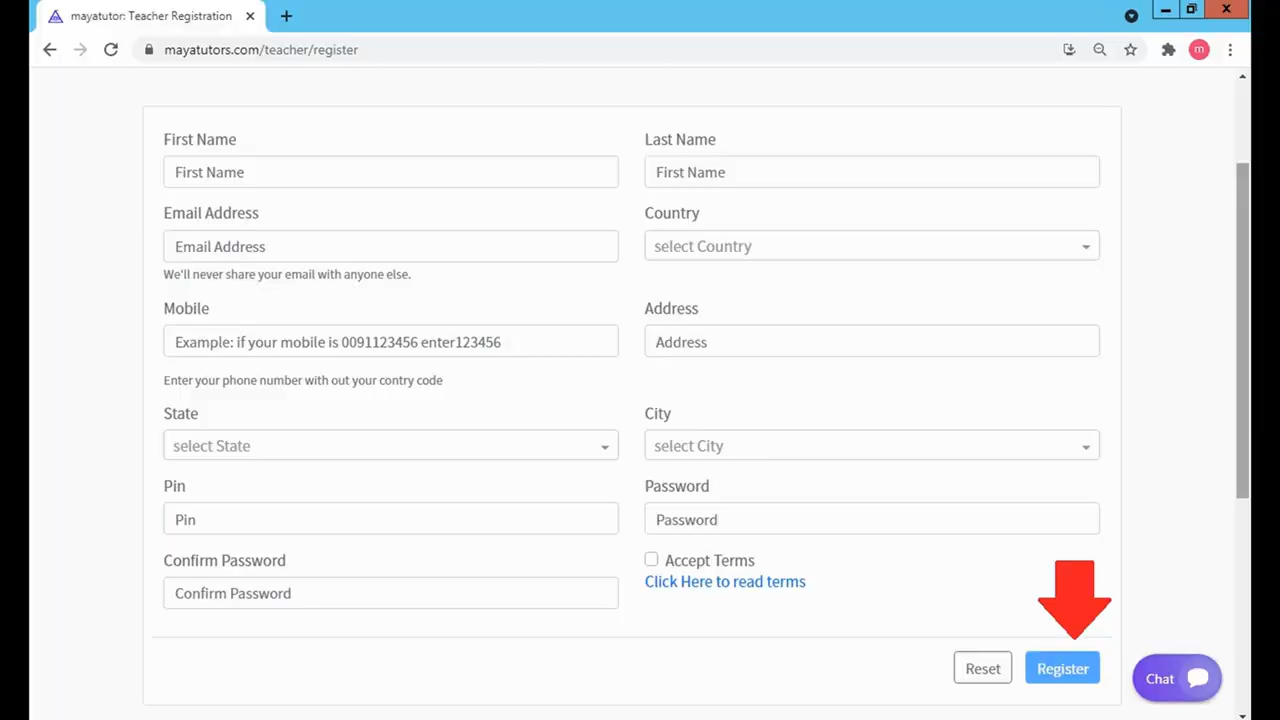 mayatutor: Teacher Registration
mayatutors.com/teacher/register
m
First Name
Last Name
First Name
First Name
Email Address
Country
Email Address
select Country
We'll never share your email with anyone else.
Mobile
Address
Example: if your mobile is 0091123456 enter123456
Address
Enter your phone number with out your contry code
State
City
select State
select City
Pin
Password
Pin
Password
Confirm Password
Accept Terms
Click Here to read terms
Confirm Password
Reset
Register
Chat